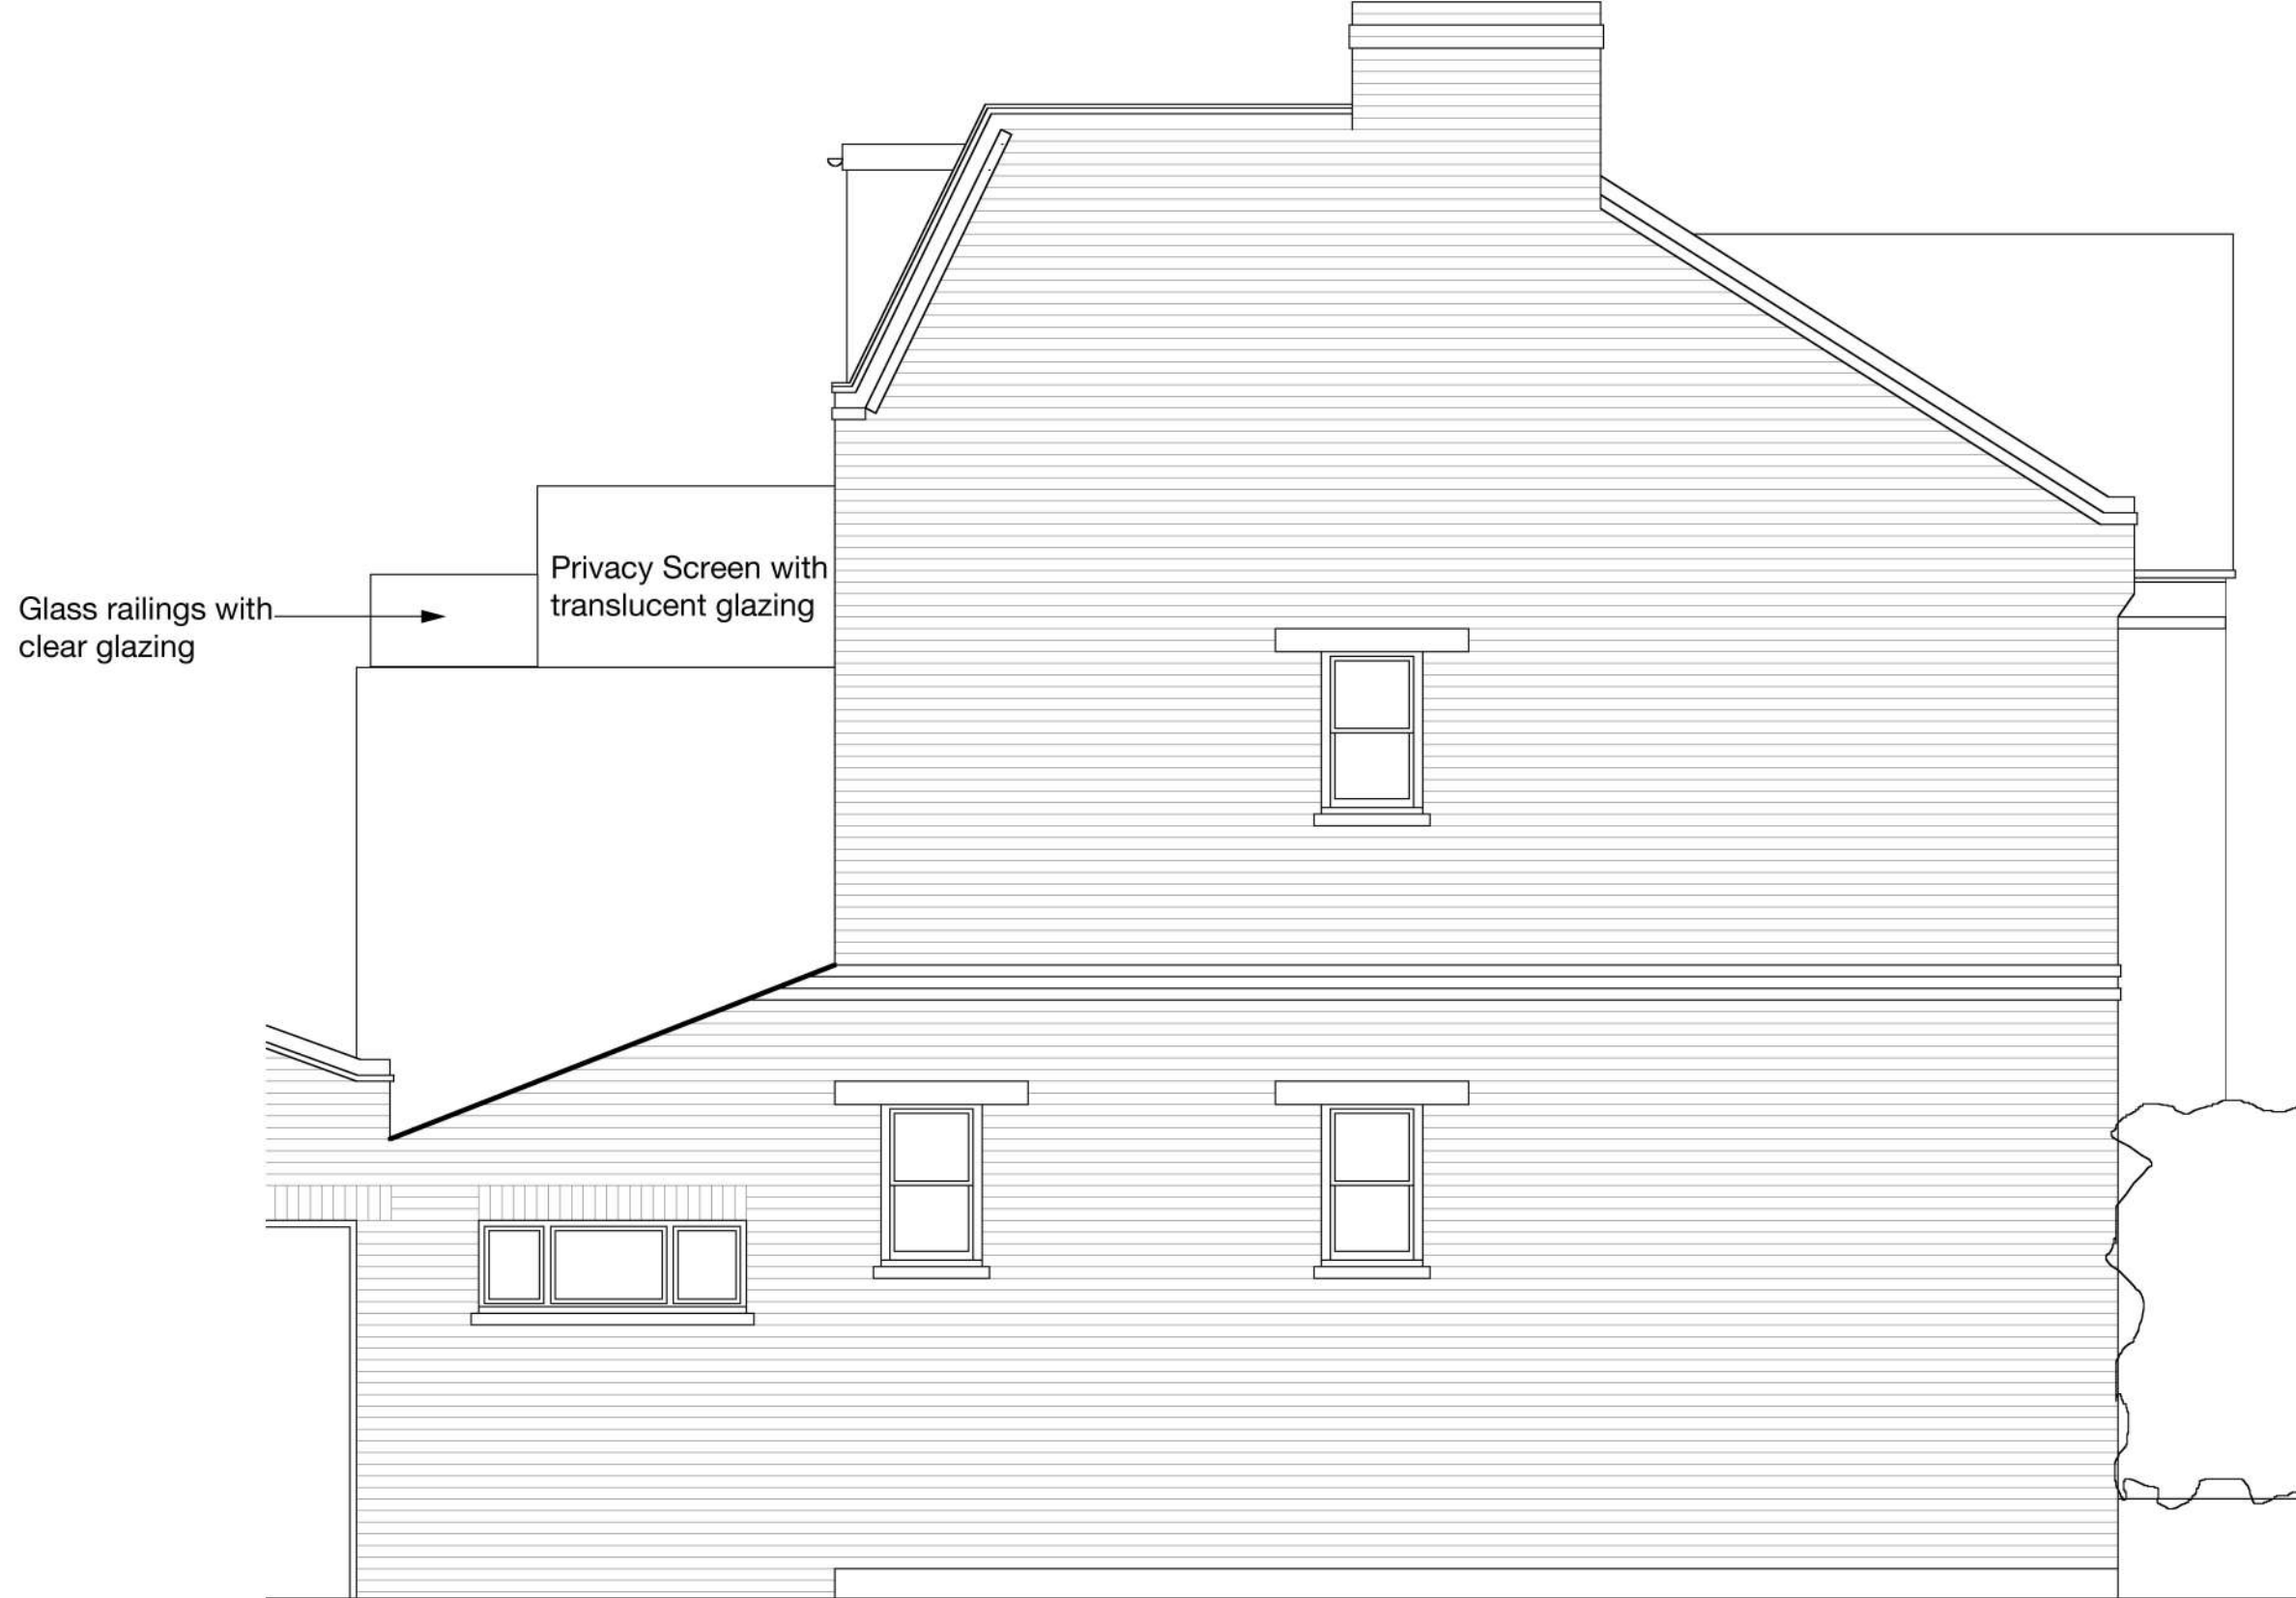 Privacy Screen with
translucent glazing
Glass railings with
clear glazing